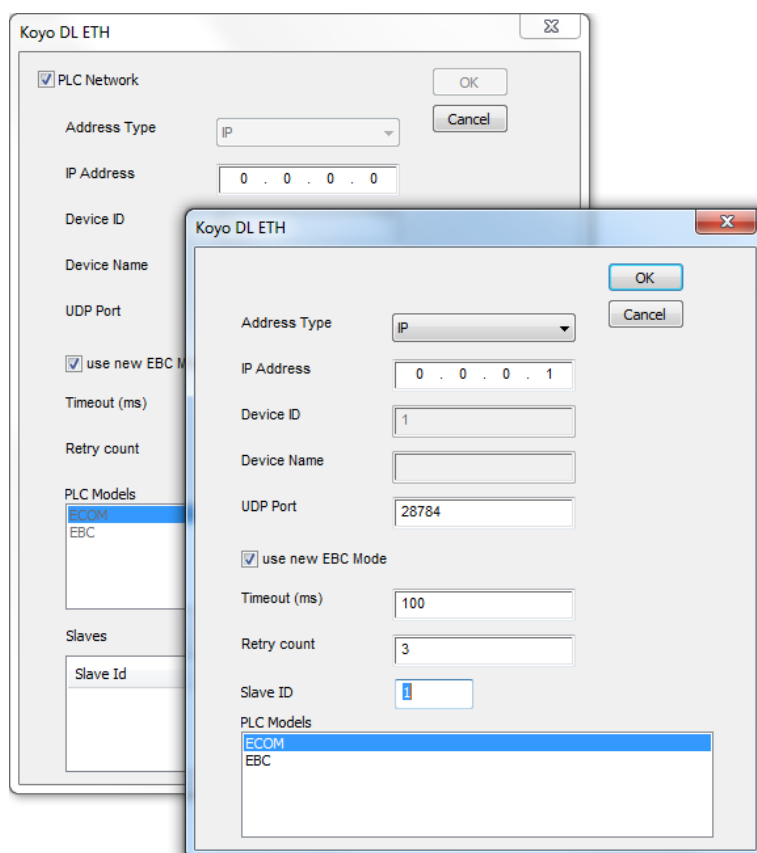 Koyo DL ETH
PLC Network
OK
Address Type
IP
Cancel
IP Address
0 . 0 . 0 . 0
Device ID
Device Name
UDP Port
use new EBC M
Timeout (ms)
Retry count
PLC Models
ECOM
EBC
Slaves
Slave Id
Koyo DL ETH
OK
Address Type
IP
Cancel
IP Address
0 . 0 . 0 . 1
Device ID
1
Device Name
UDP Port
28784
use new EBC Mode
Timeout (ms)
100
Retry count
3
Slave ID
1
PLC Models
ECOM
EBC